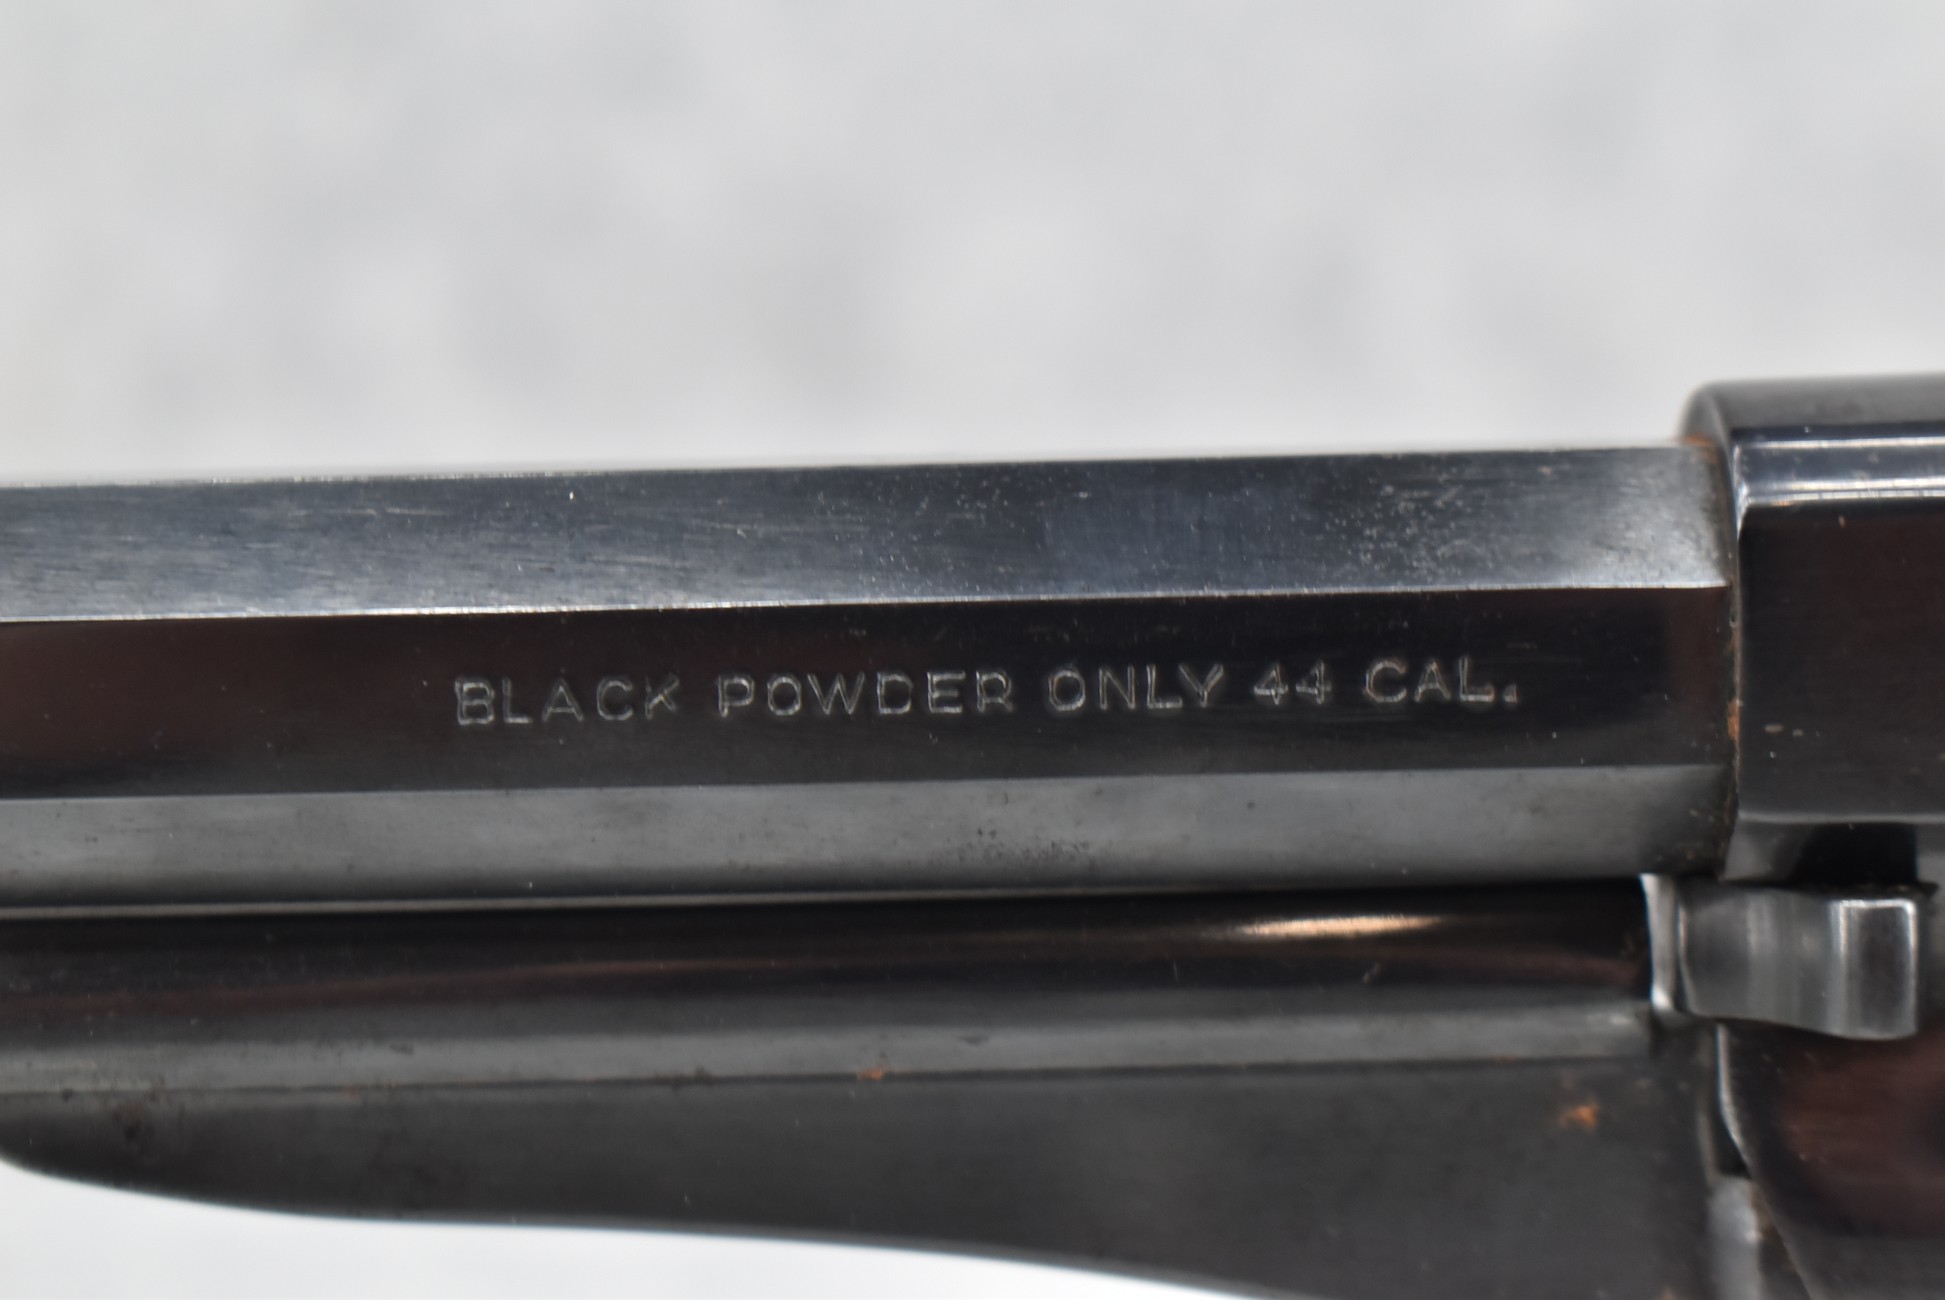 BLACK POWDER ONLY 44 CAL.